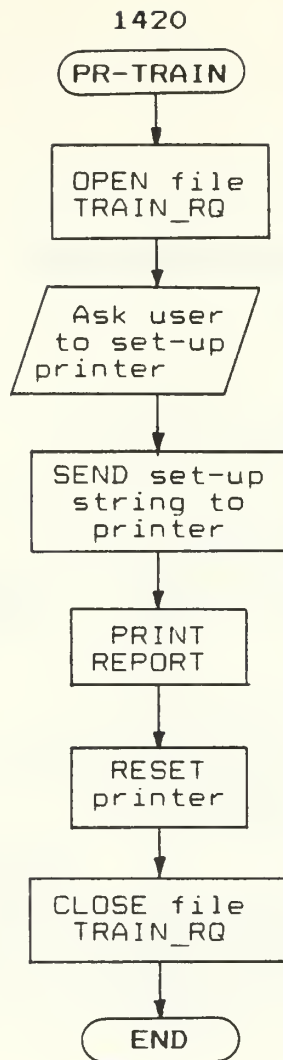 1420
PR-TRAIN
OPEN file
TRAIN_RQ
Ask user
to set-up
printer
SEND set-up
string to
printer
PRINT
REPORT
RESET
printer
CLOSE file
TRAIN_RQ
END